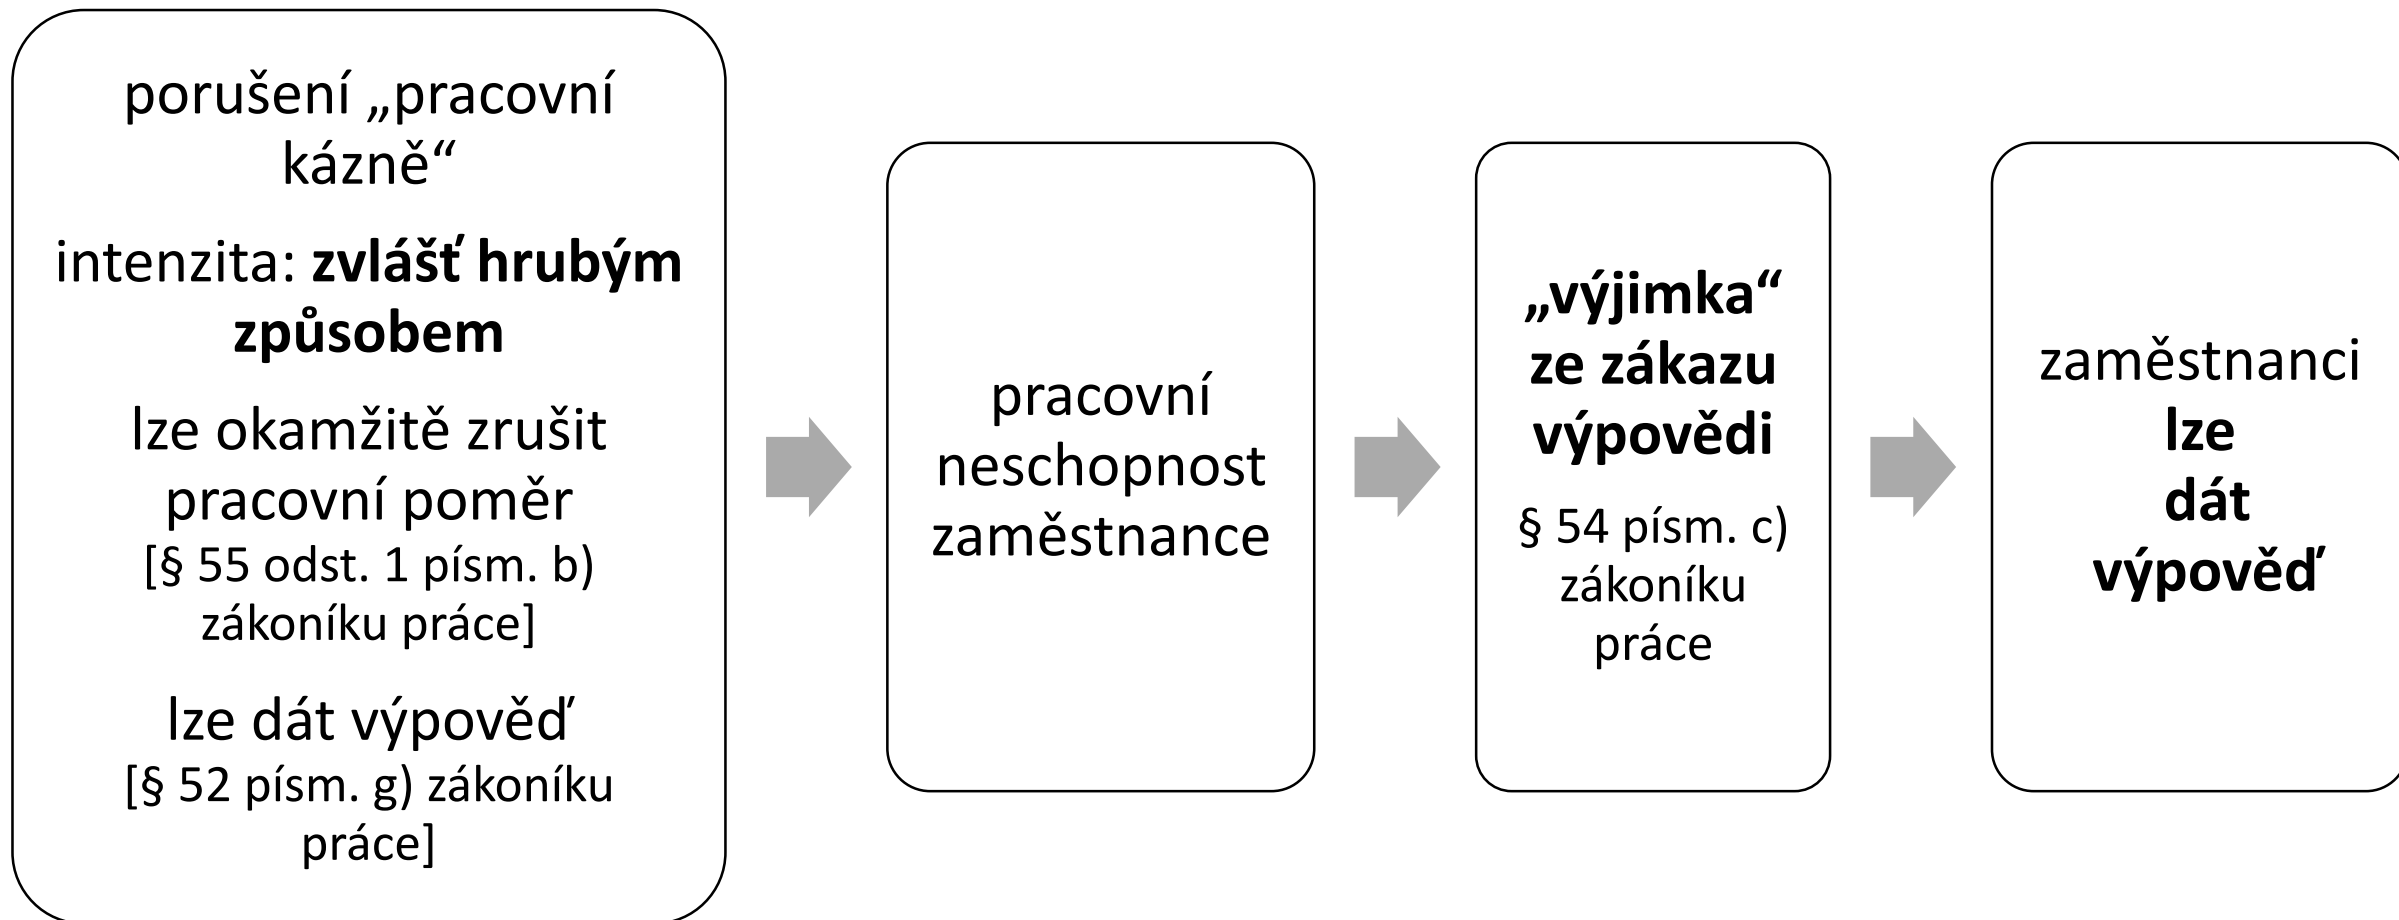 porušení „pracovní
kázně“
intenzita: zvlášť hrubým
způsobem
lze okamžitě zrušit
pracovní poměr
[§ 55 odst. 1 písm. b)
zákoníku práce]
lze dát výpověď
[§ 52 písm. g) zákoníku
práce]
pracovní
neschopnost
zaměstnance
„výjimka“
ze zákazu
výpovědi
§ 54 písm. c)
zákoníku
práce
zaměstnanci
lze
dát
výpověď